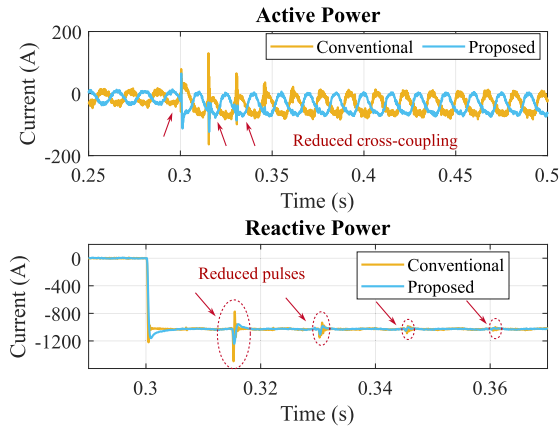 Active Power
200
0
-200
Current (A)
Conventional Proposed
Reduced cross-coupling
0.25 0.3 0.35 0.4 0.45 0.5
Time (s)
Reactive Power
0
-400
-800
-1200
Current (A)
Conventional
Proposed
Reduced pulses
0.3 0.32 0.34 0.36
Time (s)